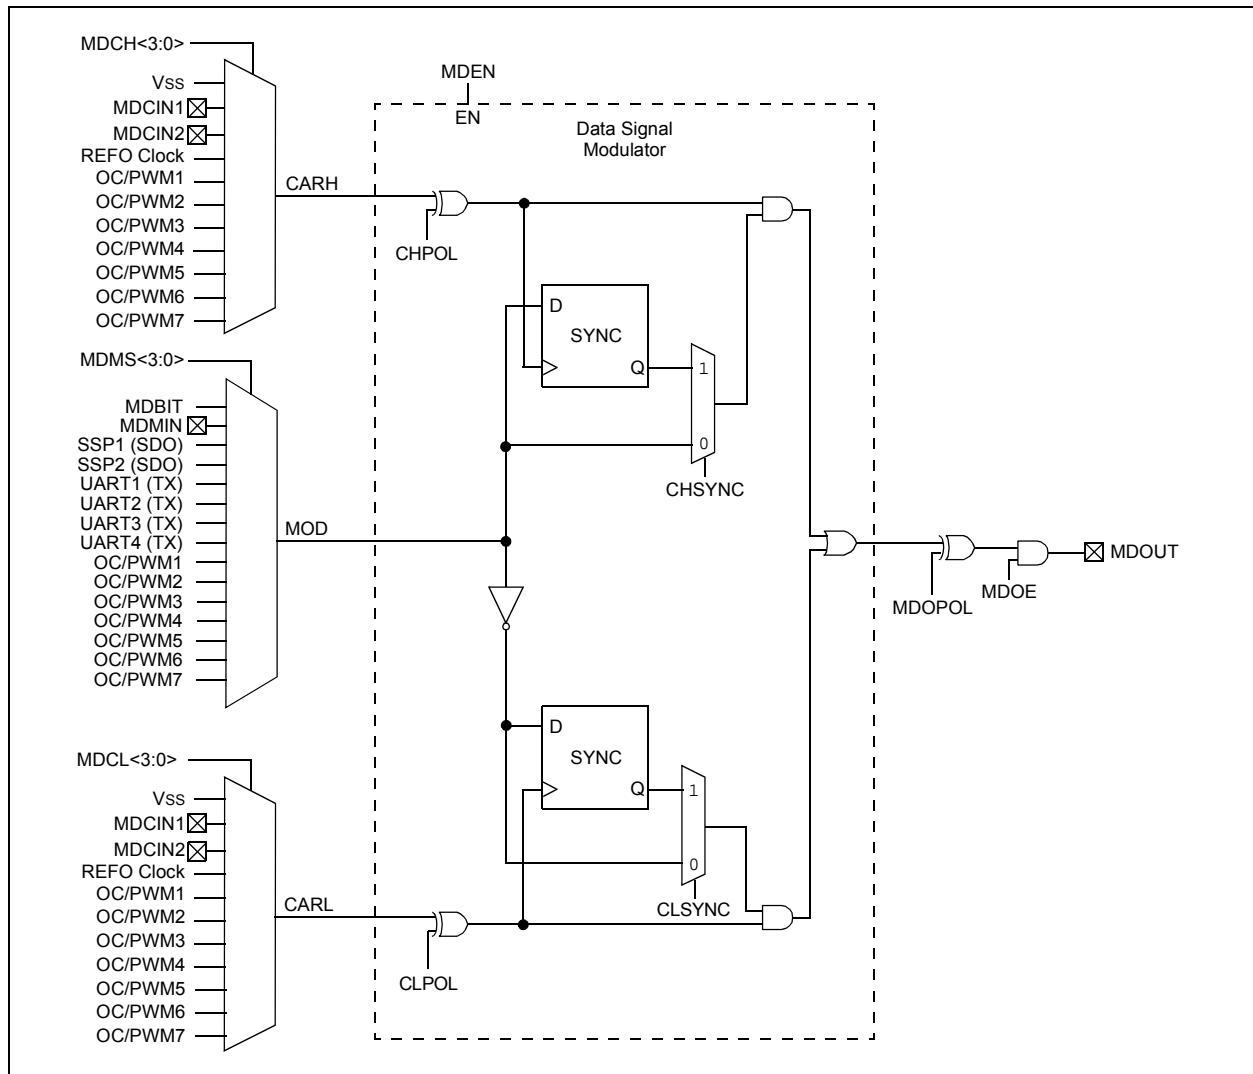 MDCH<3:0>
VSS
MDCIN1
MDCIN2
REFO Clock
OC/PWM1
OC/PWM2
OC/PWM3
OC/PWM4
OC/PWM5
OC/PWM6
OC/PWM7
CARH
MDEN
EN
Data Signal
Modulator
CHPOL
D
SYNC
Q
1
0
CHSYNC
MDMS<3:0>
MDBIT
MDMIN
SSP1 (SDO)
SSP2 (SDO)
UART1 (TX)
UART2 (TX)
UART3 (TX)
UART4 (TX)
OC/PWM1
OC/PWM2
OC/PWM3
OC/PWM4
OC/PWM5
OC/PWM6
OC/PWM7
MOD
MDOPOL
MDOE
MDOUT
D
SYNC
Q
1
0
CLSYNC
MDCL<3:0>
VSS
MDCIN1
MDCIN2
REFO Clock
OC/PWM1
OC/PWM2
OC/PWM3
OC/PWM4
OC/PWM5
OC/PWM6
OC/PWM7
CARL
CLPOL